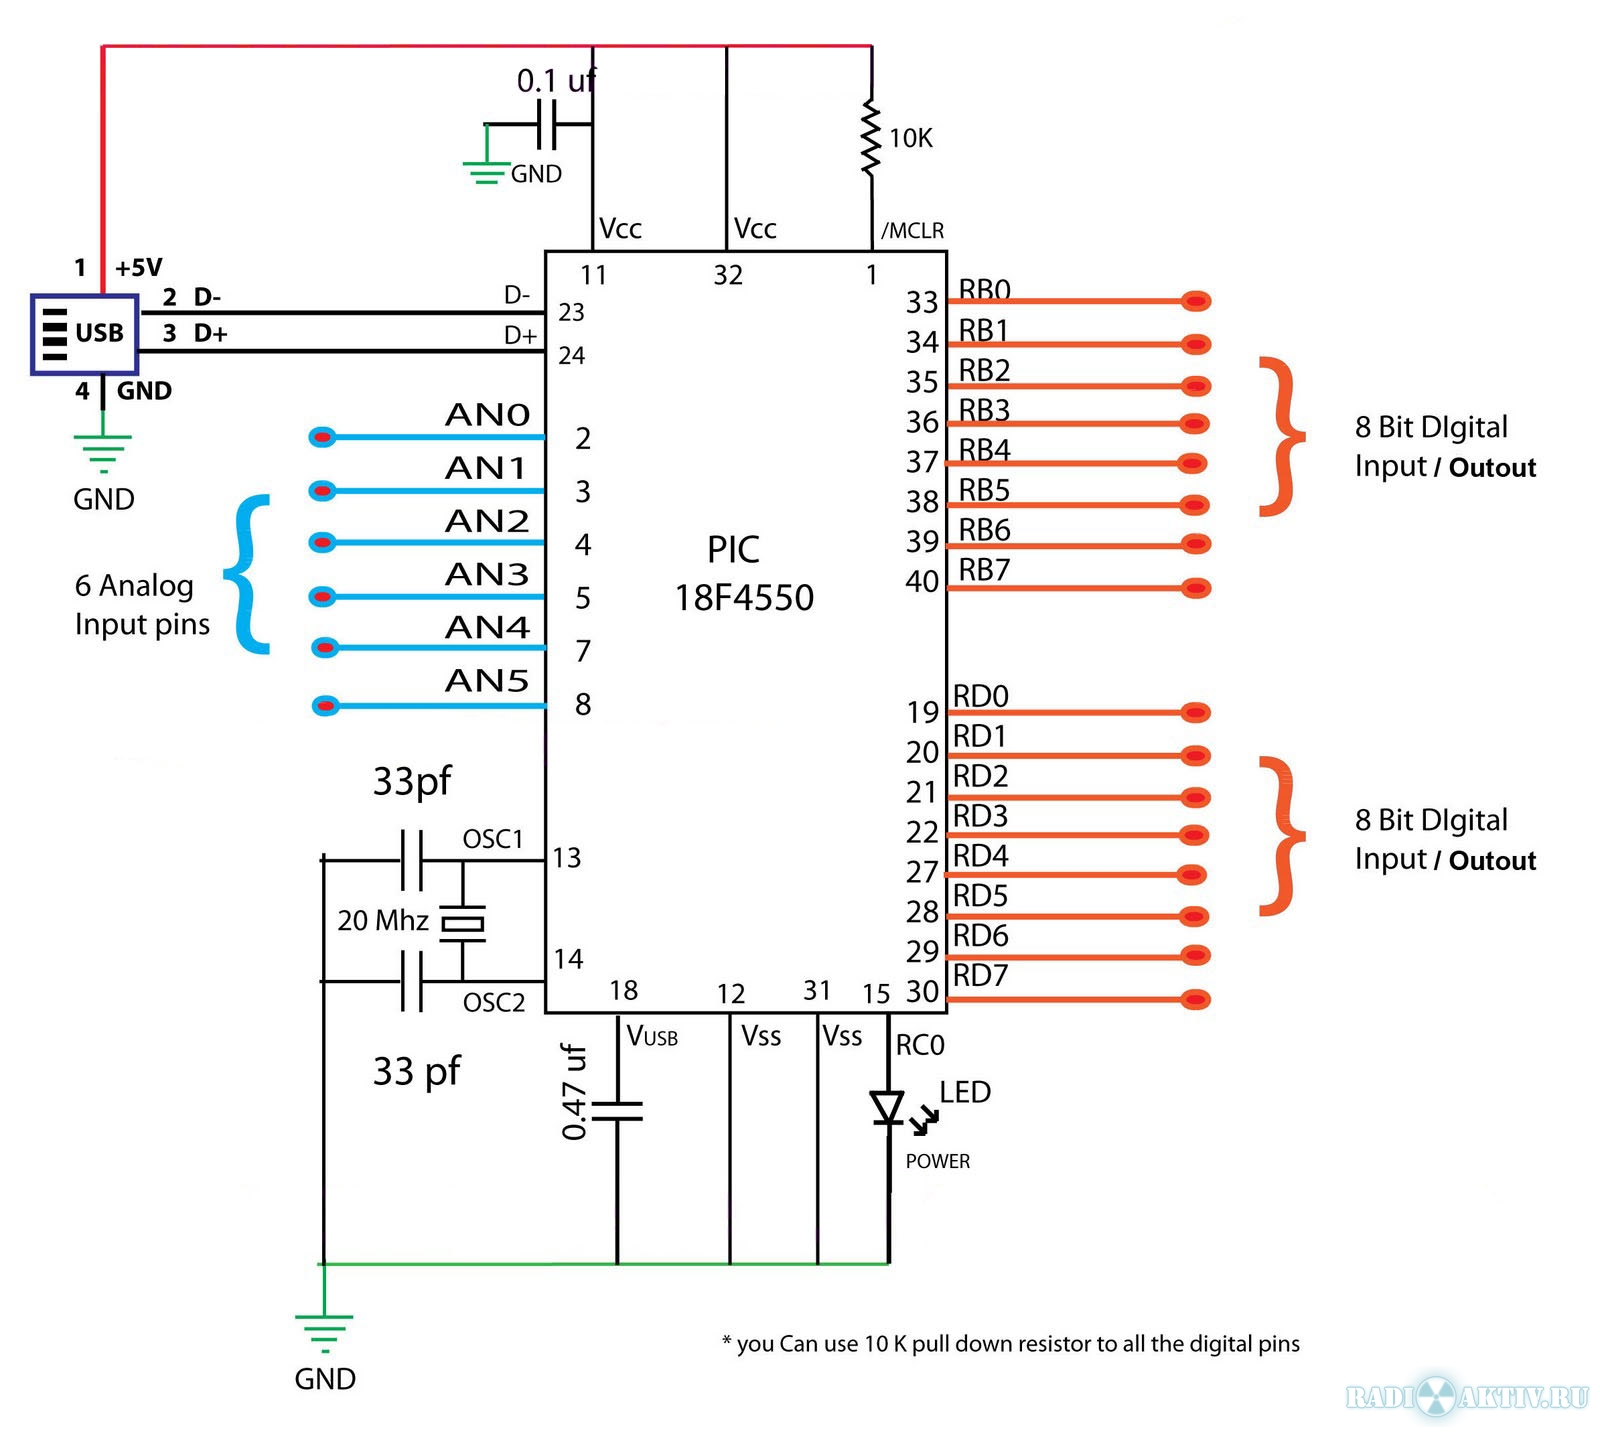 0.1 uf
GND
10K
Vcc
Vcc
/MCLR
11
32
1
1 +5V
2 D-
3 D+
USB
4 GND
GND
D-
23
D+
24
AN0
2
AN1
3
AN2
4
AN3
5
AN4
7
AN5
8
6 Analog
Input pins
PIC
18F4550
33 RB0
34 RB1
35 RB2
36 RB3
37 RB4
38 RB5
39 RB6
40 RB7
8 Bit DIgital
Input / Outout
19 RD0
20 RD1
21 RD2
22 RD3
27 RD4
28 RD5
29 RD6
30 RD7
8 Bit DIgital
Input / Outout
33pf
OSC1
13
20 Mhz
14
OSC2
33 pf
18
12
31
15
VUSB
Vss
Vss
RC0
0.47 uf
LED
POWER
GND
* you Can use 10 K pull down resistor to all the digital pins
RADIOAKTIV.RU